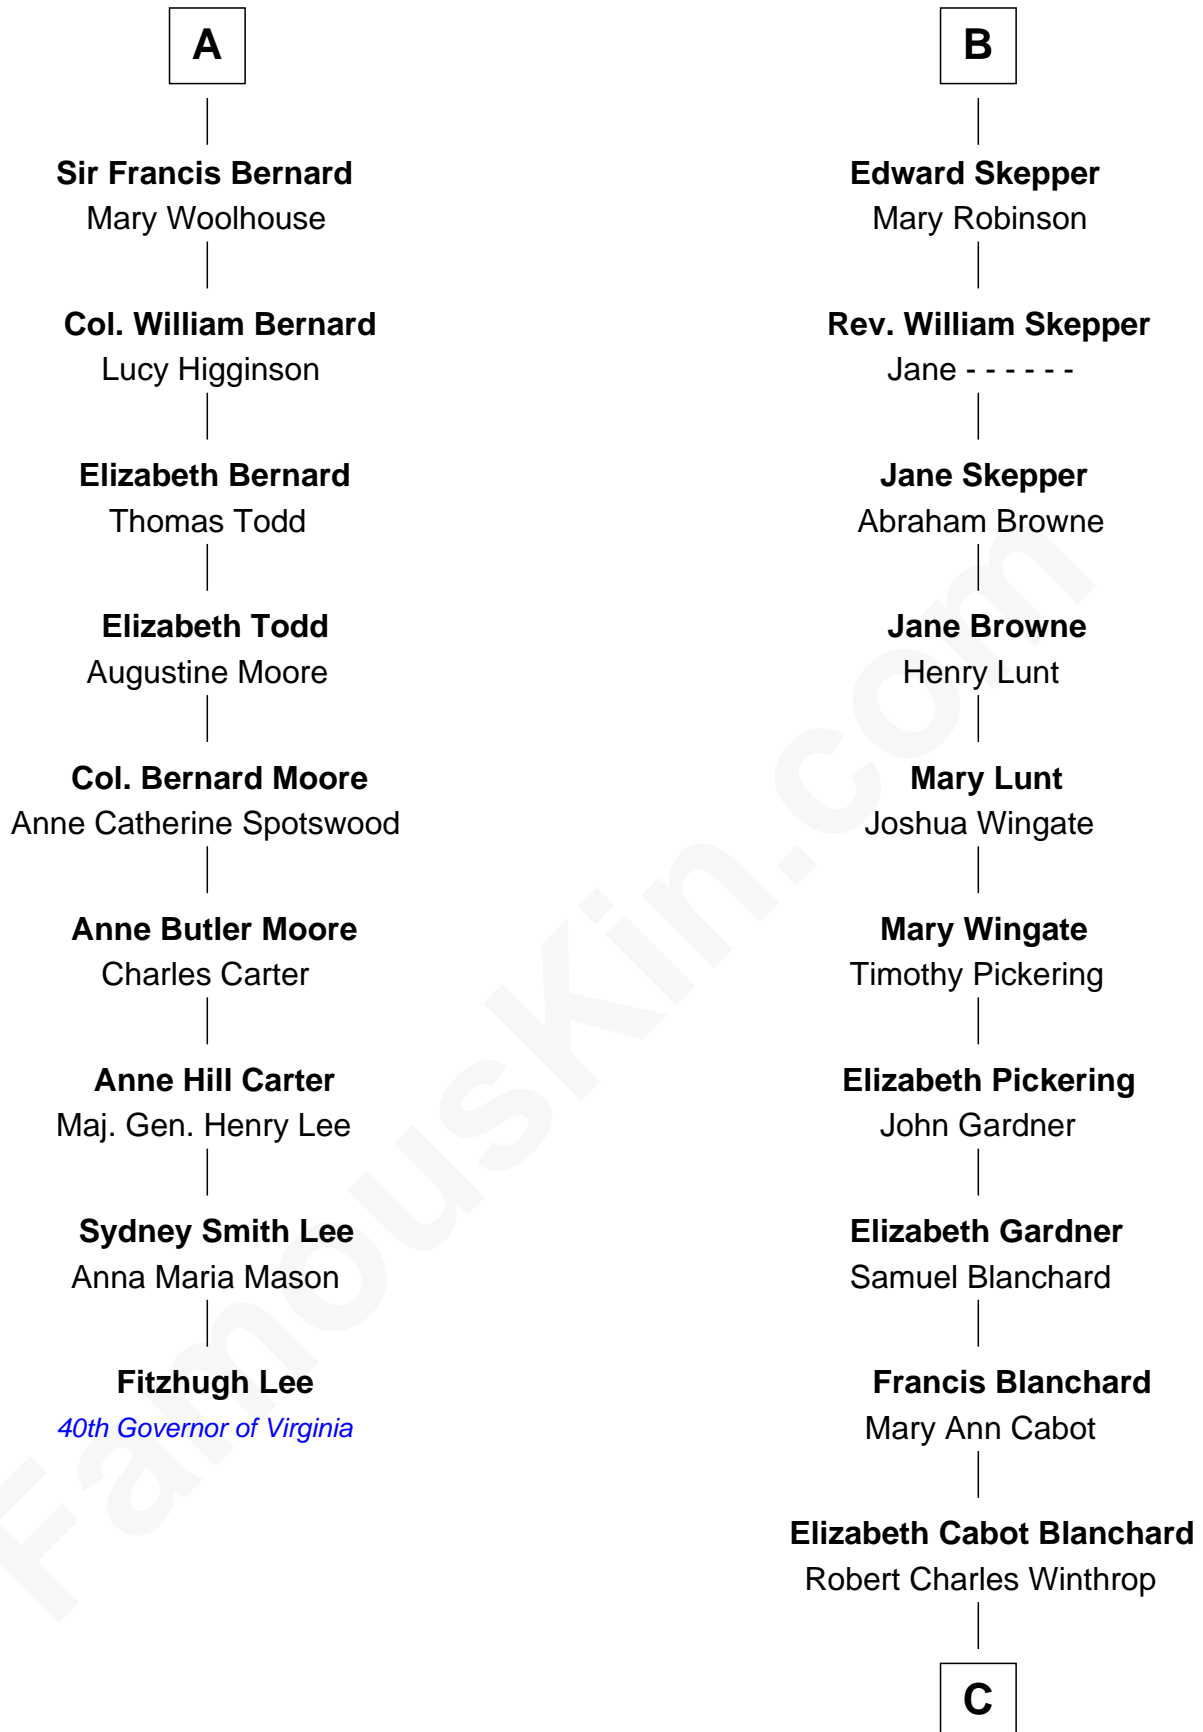 A
Sir Francis Bernard
Mary Woolhouse
Col. William Bernard
Lucy Higginson
Elizabeth Bernard
Thomas Todd
Elizabeth Todd
Augustine Moore
Col. Bernard Moore
Anne Catherine Spotswood
Anne Butler Moore
Charles Carter
Anne Hill Carter
Maj. Gen. Henry Lee
Sydney Smith Lee
Anna Maria Mason
Fitzhugh Lee
40th Governor of Virginia
B
Edward Skepper
Mary Robinson
Rev. William Skepper
Jane - - - - - -
Jane Skepper
Abraham Browne
Jane Browne
Henry Lunt
Mary Lunt
Joshua Wingate
Mary Wingate
Timothy Pickering
Elizabeth Pickering
John Gardner
Elizabeth Gardner
Samuel Blanchard
Francis Blanchard
Mary Ann Cabot
Elizabeth Cabot Blanchard
Robert Charles Winthrop
C
FamousKin.com